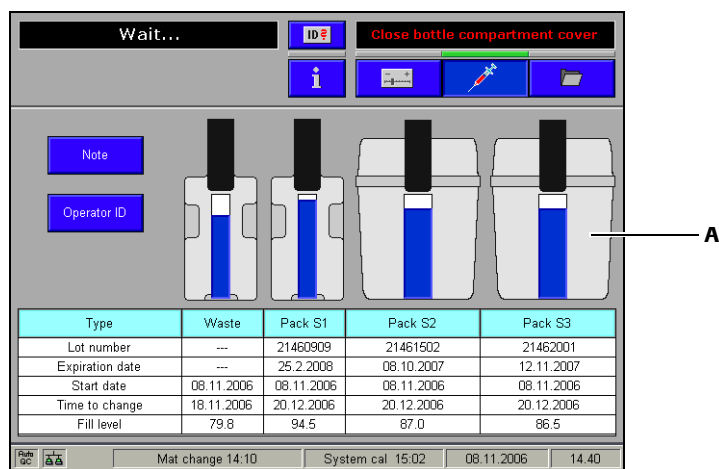 Wait... ID Close bottle compartment cover
i
Note
Operator ID
A
Type Waste Pack S1 Pack S2 Pack S3
Lot number --- 21460909 21461502 21462001
Expiration date --- 25.2.2008 08.10.2007 12.11.2007
Start date 08.11.2006 08.11.2006 08.11.2006 08.11.2006
Time to change 18.11.2006 20.12.2006 20.12.2006 20.12.2006
Fill level 79.8 94.5 87.0 86.5
Auto QC Mat change 14:10 System cal 15:02 08.11.2006 14.40